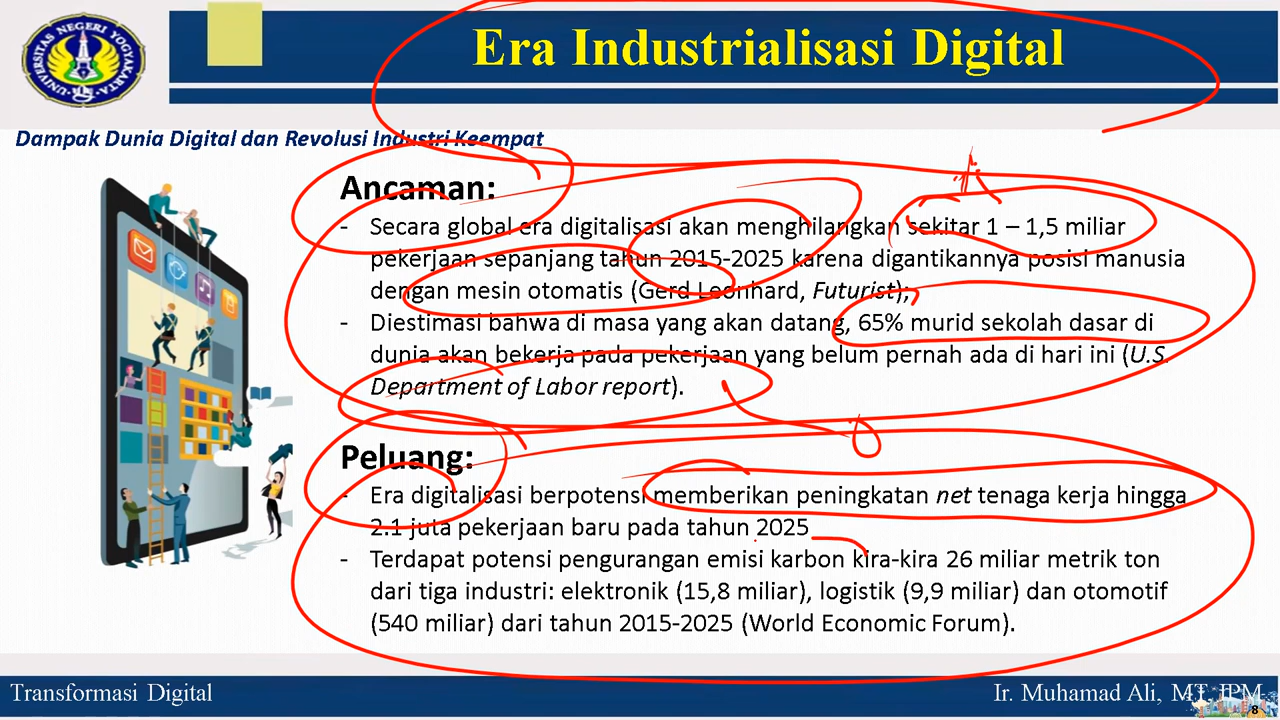 Era Industrialisasi Digital
UNIVERSITAS NEGERI YOGYAKARTA
Dampak Dunia Digital dan Revolusi Industri Keempat
Ancaman:
- Secara global era digitalisasi akan menghilangkan sekitar 1 – 1,5 miliar
pekerjaan sepanjang tahun 2015-2025 karena digantikannya posisi manusia
dengan mesin otomatis (Gerd Leonhard, Futurist);
- Diestimasi bahwa di masa yang akan datang, 65% murid sekolah dasar di
dunia akan bekerja pada pekerjaan yang belum pernah ada di hari ini (U.S.
Department of Labor report).
Peluang:
- Era digitalisasi berpotensi memberikan peningkatan net tenaga kerja hingga
2.1 juta pekerjaan baru pada tahun 2025
- Terdapat potensi pengurangan emisi karbon kira-kira 26 miliar metrik ton
dari tiga industri: elektronik (15,8 miliar), logistik (9,9 miliar) dan otomotif
(540 miliar) dari tahun 2015-2025 (World Economic Forum).
Transformasi Digital
Ir. Muhamad Ali, MT, IPM
8